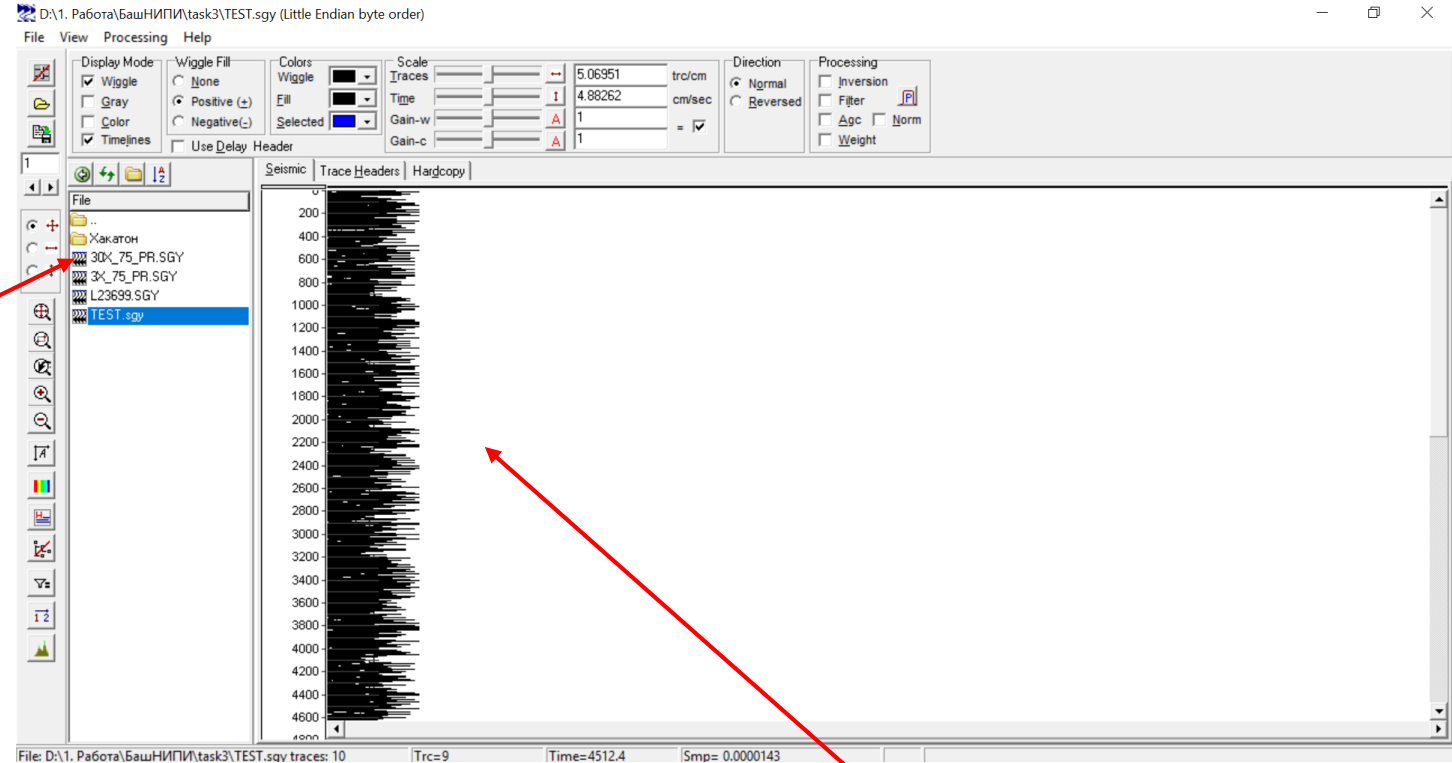 D:\1. Работа\БашНИПИ\task3\TEST.sgy (Little Endian byte order)
File View Processing Help
Display Mode
Wiggle
Gray
Color
Timelines
Wiggle Fill
None
Positive (+)
Negative(-)
Use Delay Header
Colors
Wiggle
Fill
Selected
Scale
Traces 5.06951 trc/cm
Time 4.88262 cm/sec
Gain-w A 1
=
Gain-c A 1
Direction
Normal
Reversed
Processing
Inversion
Filter P
Agc Norm
Weight
1
Seismic Trace Headers Hardcopy
File
..
Хакатон
30X_75_PR.SGY
3X_75_PR.SGY
L23699.SGY
TEST.sgy
0
200
400
600
800
1000
1200
1400
1600
1800
2000
2200
2400
2600
2800
3000
3200
3400
3600
3800
4000
4200
4400
4600
4800
File: D:\1. Работа\БашНИПИ\task3\TEST.sgy traces: 10 Trc=9 Time=4512.4 Smp= 0.0000143